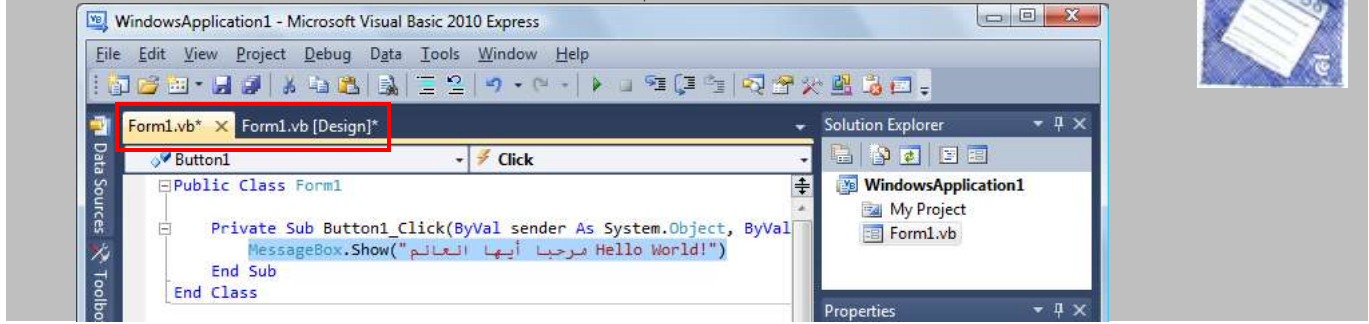 WindowsApplication1 - Microsoft Visual Basic 2010 Express
File Edit View Project Debug Data Tools Window Help
Form1.vb* Form1.vb [Design]*
Button1 Click
Public Class Form1
Private Sub Button1_Click(ByVal sender As System.Object, ByVal
MessageBox.Show("مرحبا أيها العالم Hello World!")
End Sub
End Class
Data Sources
Toolbo
Solution Explorer
WindowsApplication1
My Project
Form1.vb
Properties